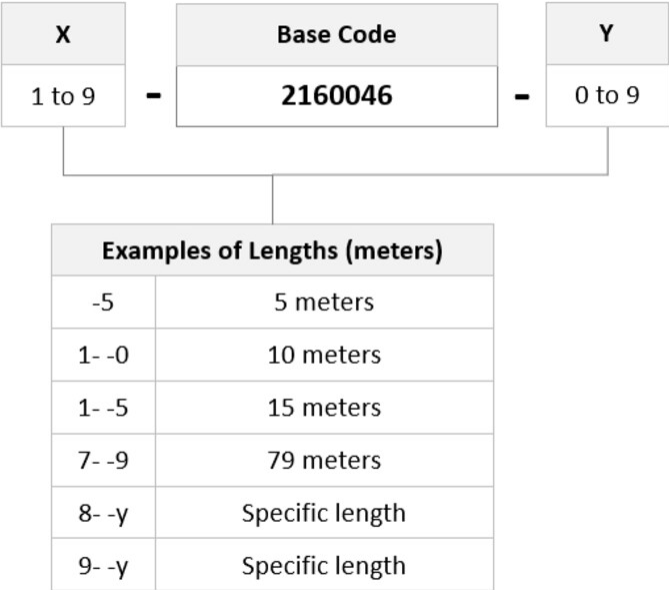 X Base Code Y
1 to 9 - 2160046 - 0 to 9
Examples of Lengths (meters)
-5 5 meters
1- -0 10 meters
1- -5 15 meters
7- -9 79 meters
8- -y Specific length
9- -y Specific length